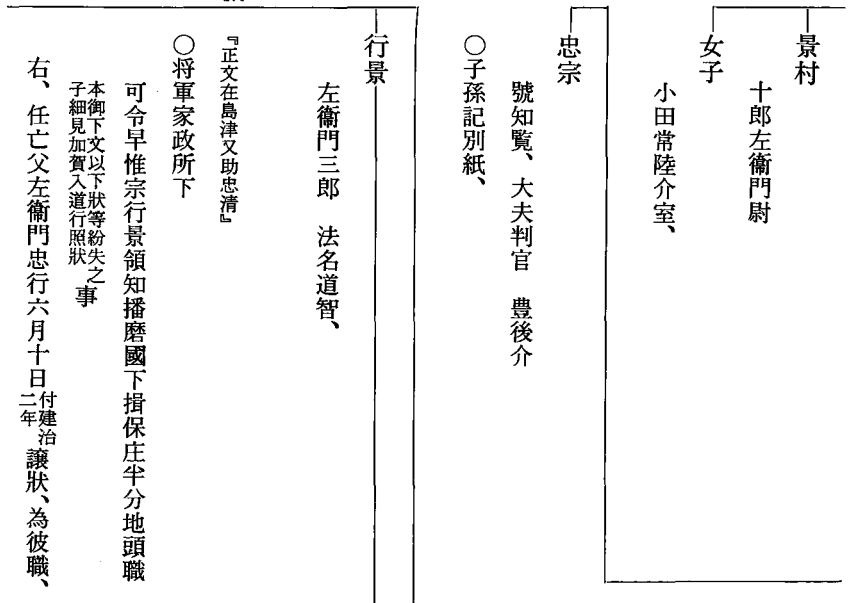 景村
十郎左衞門尉
女子
小田常陸介室、
忠宗
號知覧、大夫判官　豊後介
〇子孫記別紙、
行景
左衞門三郎　法名道智、
『正文在島津又助忠清』
〇将軍家政所下
可令早惟宗行景領知播磨國下揖保庄半分地頭職
本御下文以下狀等紛失之
子細見加賀入道行照狀
事
右、任亡父左衞門忠行六月十日付建治二年譲狀、為彼職、